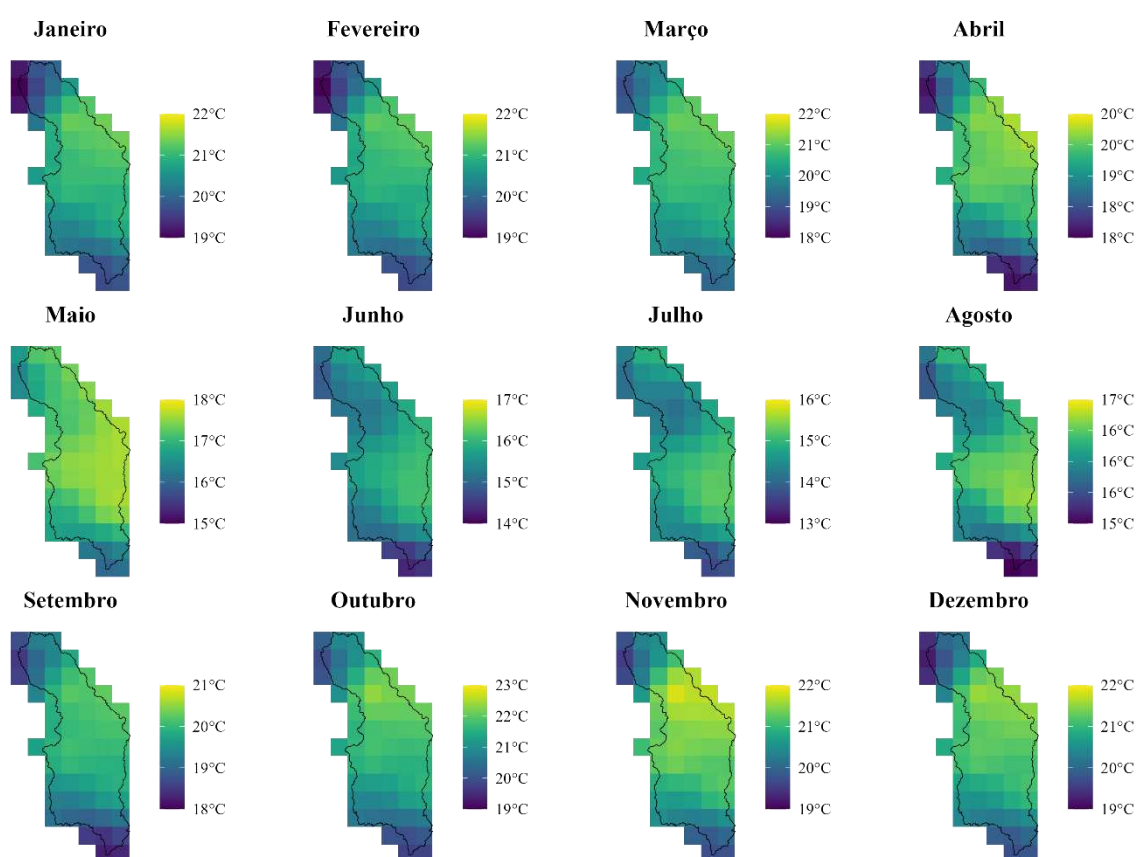 Janeiro
Fevereiro
Março
Abril
22°C
21°C
20°C
19°C
22°C
21°C
20°C
19°C
22°C
21°C
20°C
19°C
18°C
20°C
20°C
19°C
18°C
18°C
Maio
Junho
Julho
Agosto
18°C
17°C
16°C
15°C
17°C
16°C
15°C
14°C
16°C
15°C
14°C
13°C
17°C
16°C
16°C
16°C
15°C
Setembro
Outubro
Novembro
Dezembro
21°C
20°C
19°C
18°C
23°C
22°C
21°C
20°C
19°C
22°C
21°C
20°C
19°C
22°C
21°C
20°C
19°C